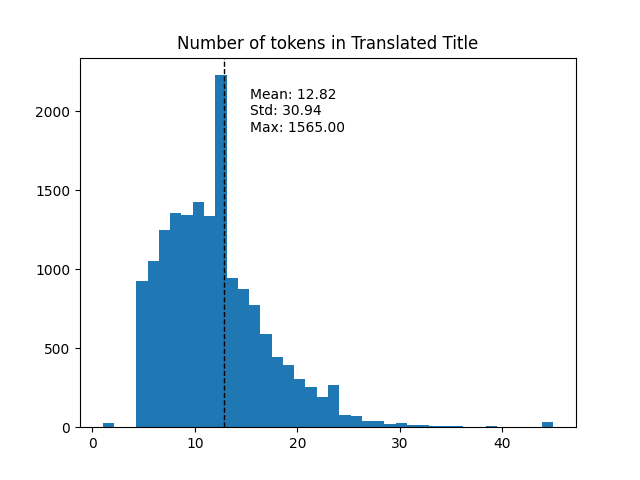 Number of tokens in Translated Title
Mean: 12.82
Std: 30.94
Max: 1565.00
2000
1500
1000
500
0
0 10 20 30 40